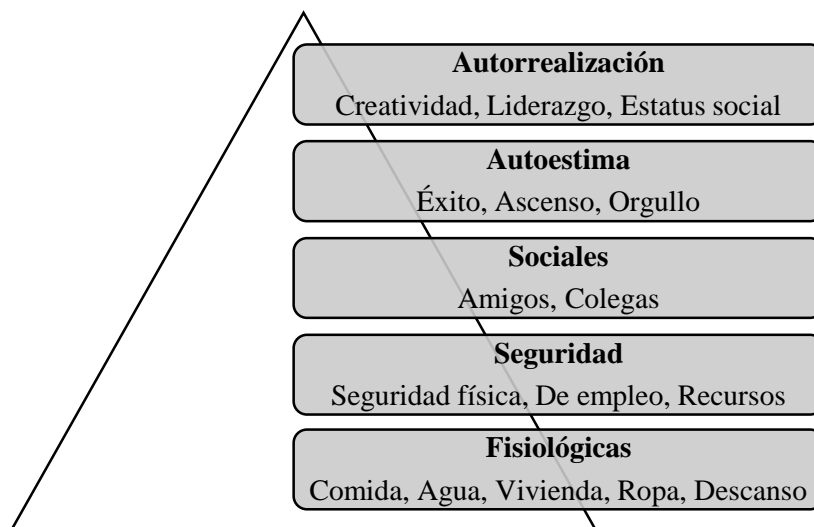 Autorrealización
Creatividad, Liderazgo, Estatus social
Autoestima
Éxito, Ascenso, Orgullo
Sociales
Amigos, Colegas
Seguridad
Seguridad física, De empleo, Recursos
Fisiológicas
Comida, Agua, Vivienda, Ropa, Descanso